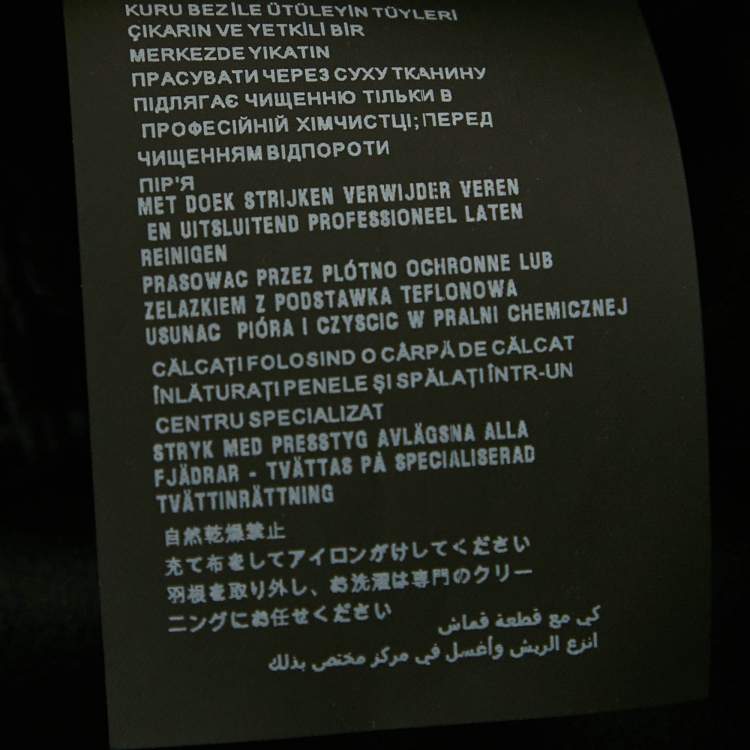 KURU BEZ İLE ÜTÜLEYİN TÜYLERİ
ÇIKARIN VE YETKİLİ BİR
MERKEZDE YIKATIN
ПРАСУВАТИ ЧЕРЕЗ СУХУ ТКАНИНУ
ПІДЛЯГАЄ ЧИЩЕННЮ ТІЛЬКИ В
ПРОФЕСІЙНІЙ ХІМЧИСТЦІ; ПЕРЕД
ЧИЩЕННЯМ ВІДПОРОТИ
ПІР'Я
MET DOEK STRIJKEN VERWIJDER VEREN
EN UITSLUITEND PROFESSIONEEL LATEN
REINIGEN
PRASOWAC PRZEZ PLÓTNO OCHRONNE LUB
ZELAZKIEM Z PODSTAWKA TEFLONOWA
USUNAC PIÓRA I CZYSCIC W PRALNI CHEMICZNEJ
CĂLCAȚI FOLOSIND O CÂRPĂ DE CĂLCAT
ÎNLĂTURAȚI PENELE ȘI SPĂLAȚI ÎNTR-UN
CENTRU SPECIALIZAT
STRYK MED PRESSTYG AVLÄGSNA ALLA
FJÄDRAR - TVÄTTAS PÅ SPECIALISERAD
TVÄTTINRÄTTNING
自然乾燥禁止
充て布をしてアイロンがけしてください
羽根を取り外し、お洗濯は専門のクリー
ニングにお任せください
كي مع قطعة قماش
انزع الريش وأغسل في مركز مختص بذلك